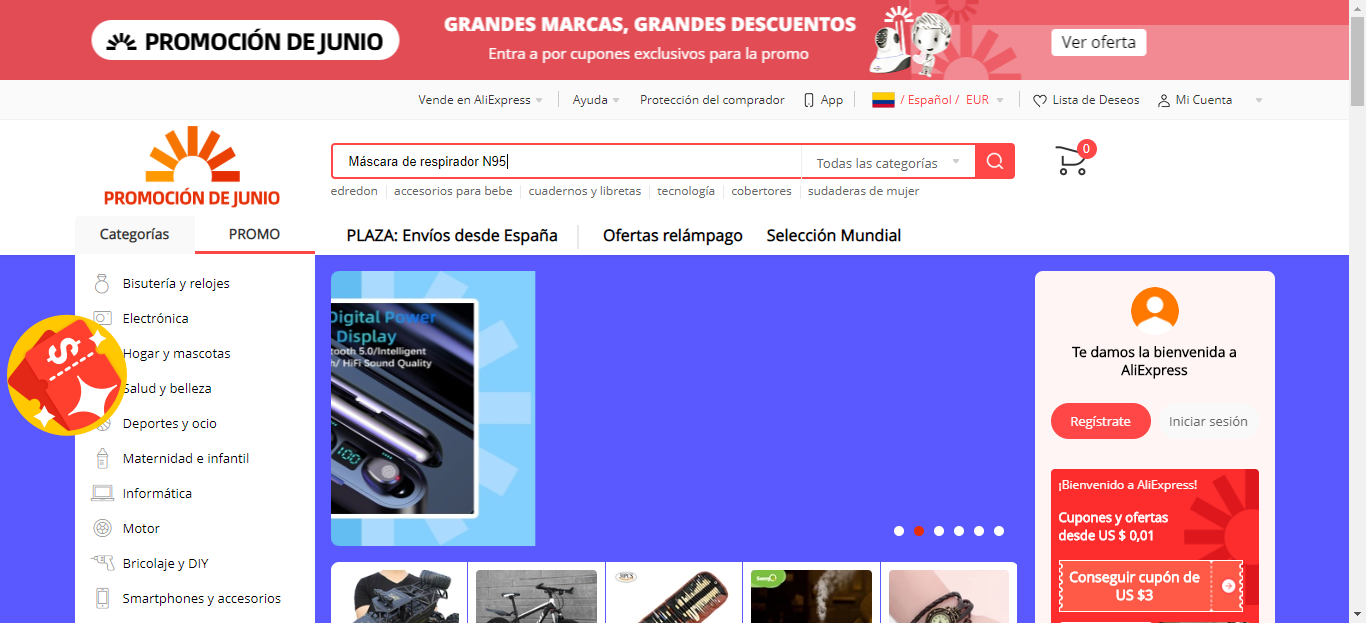 PROMOCIÓN DE JUNIO
GRANDES MARCAS, GRANDES DESCUENTOS
Entra a por cupones exclusivos para la promo
Ver oferta
Vende en AliExpress
Ayuda
Protección del comprador
App
/ Español / EUR
Lista de Deseos
Mi Cuenta
PROMOCIÓN DE JUNIO
Máscara de respirador N95
Todas las categorías
0
edredon
accesorios para bebe
cuadernos y libretas
tecnología
cobertores
sudaderas de mujer
Categorías
PROMO
PLAZA: Envíos desde España
Ofertas relámpago
Selección Mundial
Bisutería y relojes
Electrónica
Hogar y mascotas
Salud y belleza
Deportes y ocio
Maternidad e infantil
Informática
Motor
Bricolaje y DIY
Smartphones y accesorios
$
Digital Power
Display
tooth 5.0/Intelligent
/ HiFi Sound Quality
100
Te damos la bienvenida a
AliExpress
Regístrate
Iniciar sesión
¡Bienvenido a AliExpress!
Cupones y ofertas
desde US $ 0,01
Conseguir cupón de
US $3
30PCS